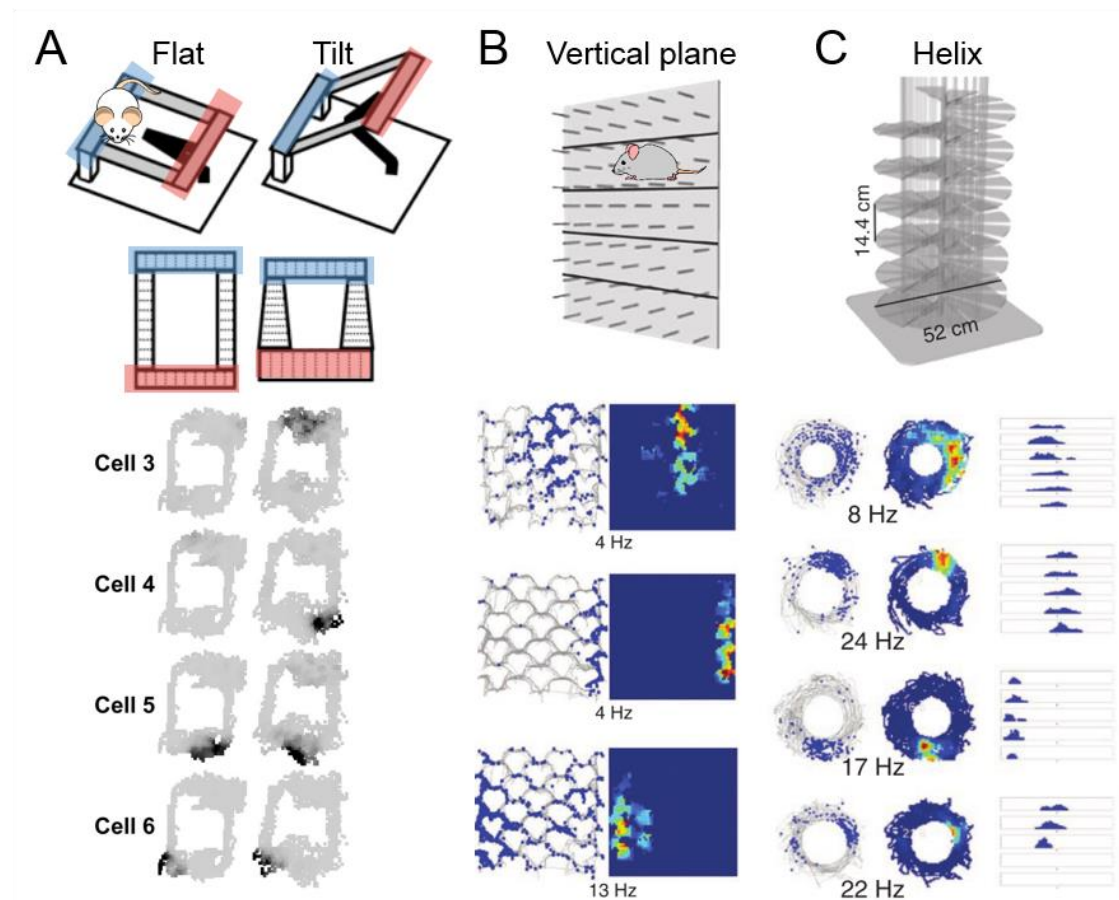 A
Flat
Tilt
Cell 3
Cell 4
Cell 5
Cell 6
B
Vertical plane
4 Hz
4 Hz
13 Hz
C
Helix
14.4 cm
52 cm
8 Hz
24 Hz
17 Hz
22 Hz